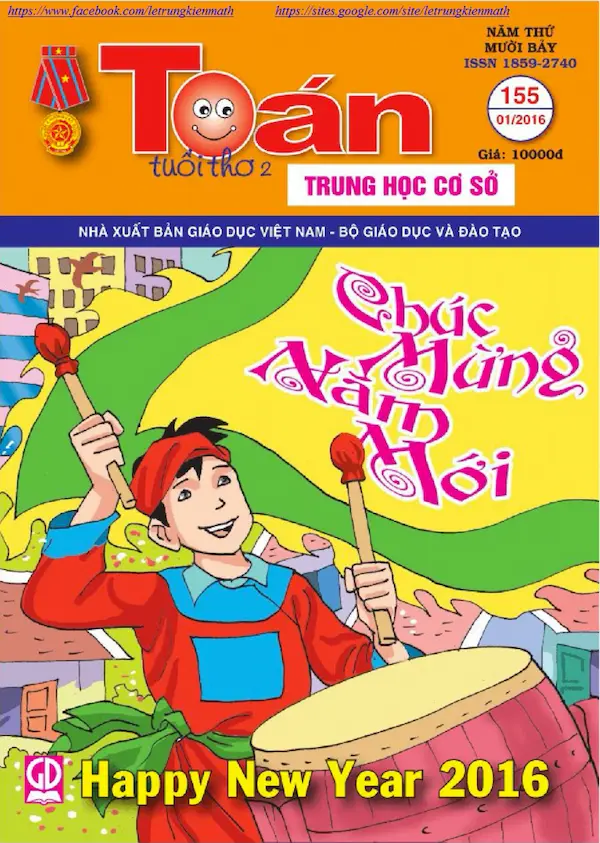 https://www.facebook.com/letrungkienmath https://sites.google.com/site/letrungkienmath
NĂM THỨ
MƯỜI BẢY
ISSN 1859-2740
155
01/2016
Giá: 10000đ
Toán
tuổi thơ 2
TRUNG HỌC CƠ SỞ
NHÀ XUẤT BẢN GIÁO DỤC VIỆT NAM - BỘ GIÁO DỤC VÀ ĐÀO TẠO
Chúc
Mừng
Năm
Mới
GD
Happy New Year 2016